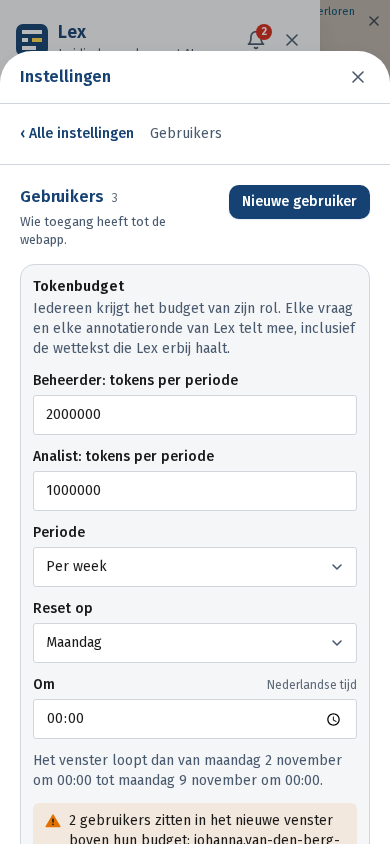 erloren
Lex
2
Instellingen
‹ Alle instellingen Gebruikers
Gebruikers 3
Nieuwe gebruiker
Wie toegang heeft tot de
webapp.
Tokenbudget
Iedereen krijgt het budget van zijn rol. Elke vraag
en elke annotatieronde van Lex telt mee, inclusief
de wettekst die Lex erbij haalt.
Beheerder: tokens per periode
2000000
Analist: tokens per periode
1000000
Periode
Per week
Reset op
Maandag
Om Nederlandse tijd
00:00
Het venster loopt dan van maandag 2 november
om 00:00 tot maandag 9 november om 00:00.
2 gebruikers zitten in het nieuwe venster
boven hun budget: johanna.van-den-berg-